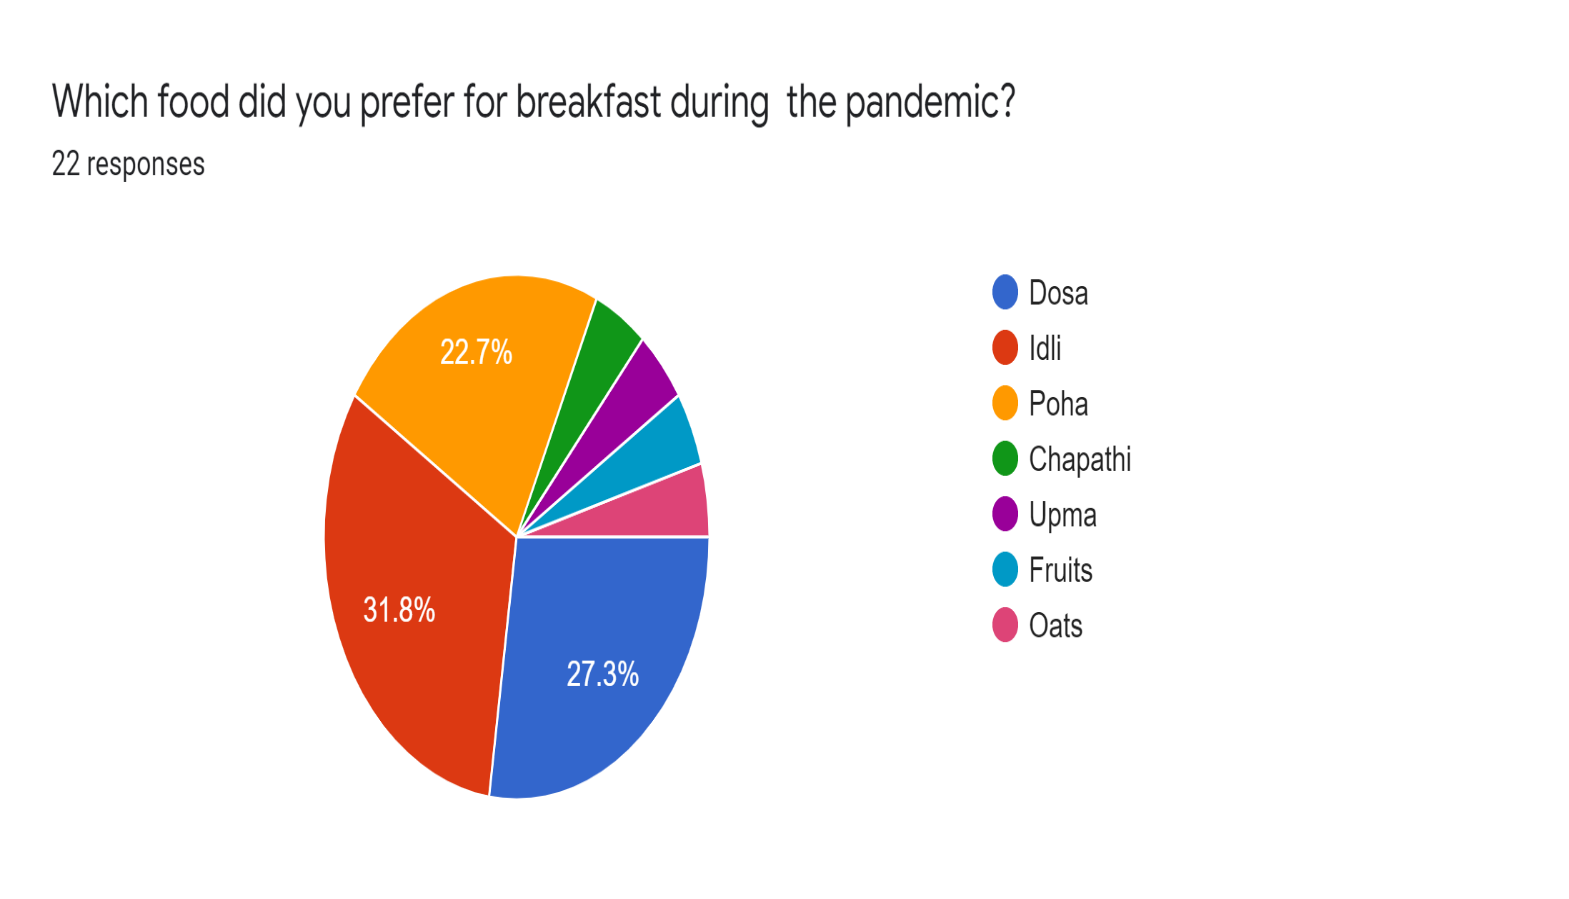 Which food did you prefer for breakfast during  the pandemic?
22 responses
22.7%
31.8%
27.3%
Dosa
Idli
Poha
Chapathi
Upma
Fruits
Oats